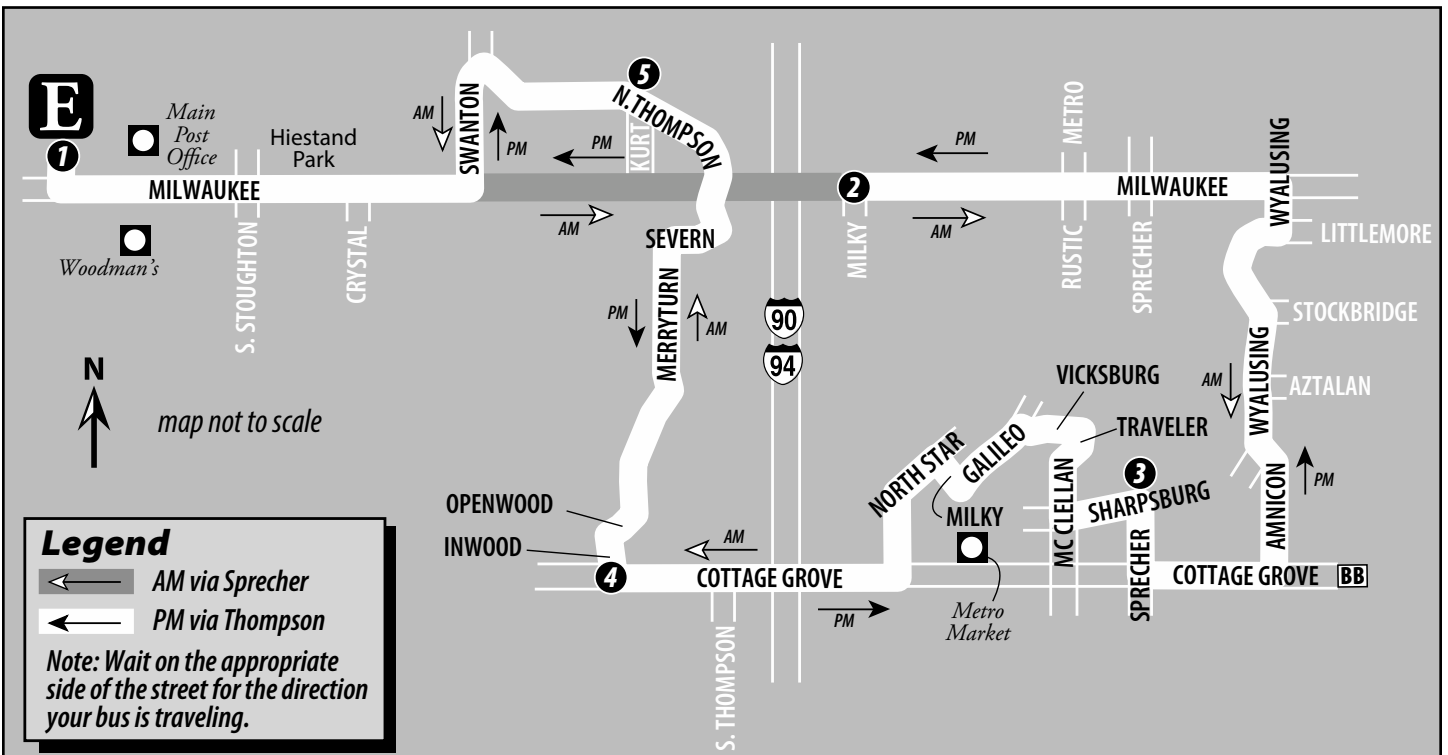 E
1
Main
Post
Office
Hiestand
Park
MILWAUKEE
Woodman's
S. STOUGHTON
CRYSTAL
AM
SWANTON
PM
5
N. THOMPSON
KURT
PM
AM
SEVERN
PM
MERRYTURN
AM
2
MILKY
PM
AM
METRO
RUSTIC
SPRECHER
MILWAUKEE
WYALUSING
LITTLEMORE
STOCKBRIDGE
AZTALAN
WYALUSING
AM
PM
AMNICON
90
94
N
map not to scale
VICKSBURG
TRAVELER
GALILEO
NORTH STAR
MILKY
MC CLELLAN
3
SHARPSBURG
SPRECHER
COTTAGE GROVE
BB
Metro
Market
OPENWOOD
INWOOD
4
AM
COTTAGE GROVE
PM
S. THOMPSON
Legend
AM via Sprecher
PM via Thompson
Note: Wait on the appropriate
side of the street for the direction
your bus is traveling.